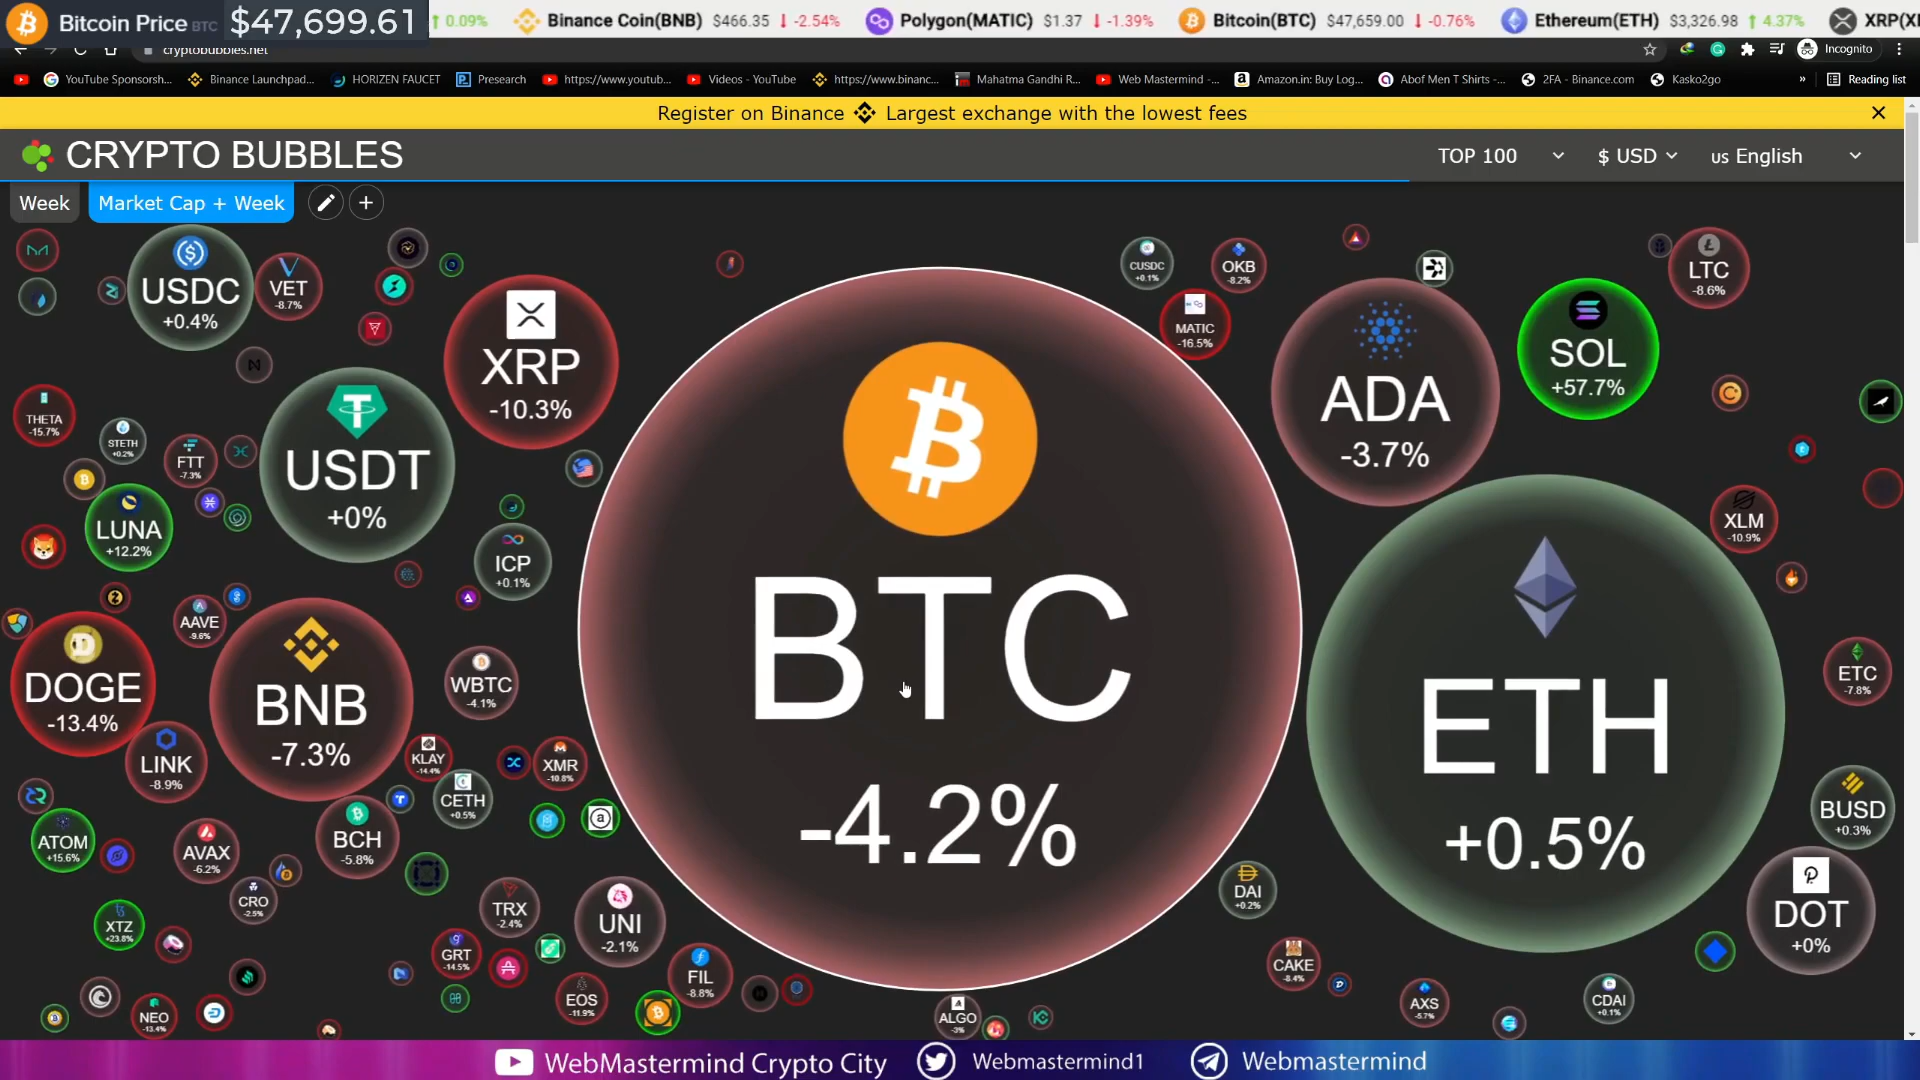 Bitcoin Price BTC $47,699.61 ↑ 0.09% Binance Coin(BNB) $466.35 ↓ -2.54% Polygon(MATIC) $1.37 ↓ -1.39% Bitcoin(BTC) $47,659.00 ↓ -0.76% Ethereum(ETH) $3,326.98 ↑ 4.37% XRP(X
cryptobubbles.net Incognito
YouTube Sponsorsh... Binance Launchpad... HORIZEN FAUCET Presearch https://www.youtub... Videos - YouTube https://www.binanc... Mahatma Gandhi R... Web Mastermind -... Amazon.in: Buy Log... Abof Men T Shirts -... 2FA - Binance.com Kasko2go » Reading list
Register on Binance Largest exchange with the lowest fees
CRYPTO BUBBLES TOP 100 $ USD us English
Week Market Cap + Week
USDC
+0.4%
VET
-8.7%
XRP
-10.3%
CUSDC
+0.1%
OKB
-8.2%
MATIC
-16.5%
ADA
-3.7%
SOL
+57.7%
LTC
-8.6%
THETA
-15.7%
STETH
+0.2%
FTT
-7.3%
USDT
+0%
LUNA
+12.2%
ICP
+0.1%
BTC
-4.2%
XLM
-10.9%
ETH
+0.5%
AAVE
-9.6%
DOGE
-13.4%
BNB
-7.3%
WBTC
-4.1%
ETC
-7.8%
LINK
-8.9%
KLAY
-14.4%
XMR
-10.8%
CETH
+0.5%
BUSD
+0.3%
ATOM
+15.6%
AVAX
-6.2%
BCH
-5.8%
CRO
-2.5%
TRX
-2.4%
UNI
-2.1%
DAI
+0.2%
DOT
+0%
XTZ
+23.8%
GRT
-14.5%
FIL
-8.8%
CAKE
-8.4%
EOS
-11.9%
NEO
-13.4%
ALGO
-3%
AXS
-5.7%
CDAI
+0.1%
WebMastermind Crypto City Webmastermind1 Webmastermind